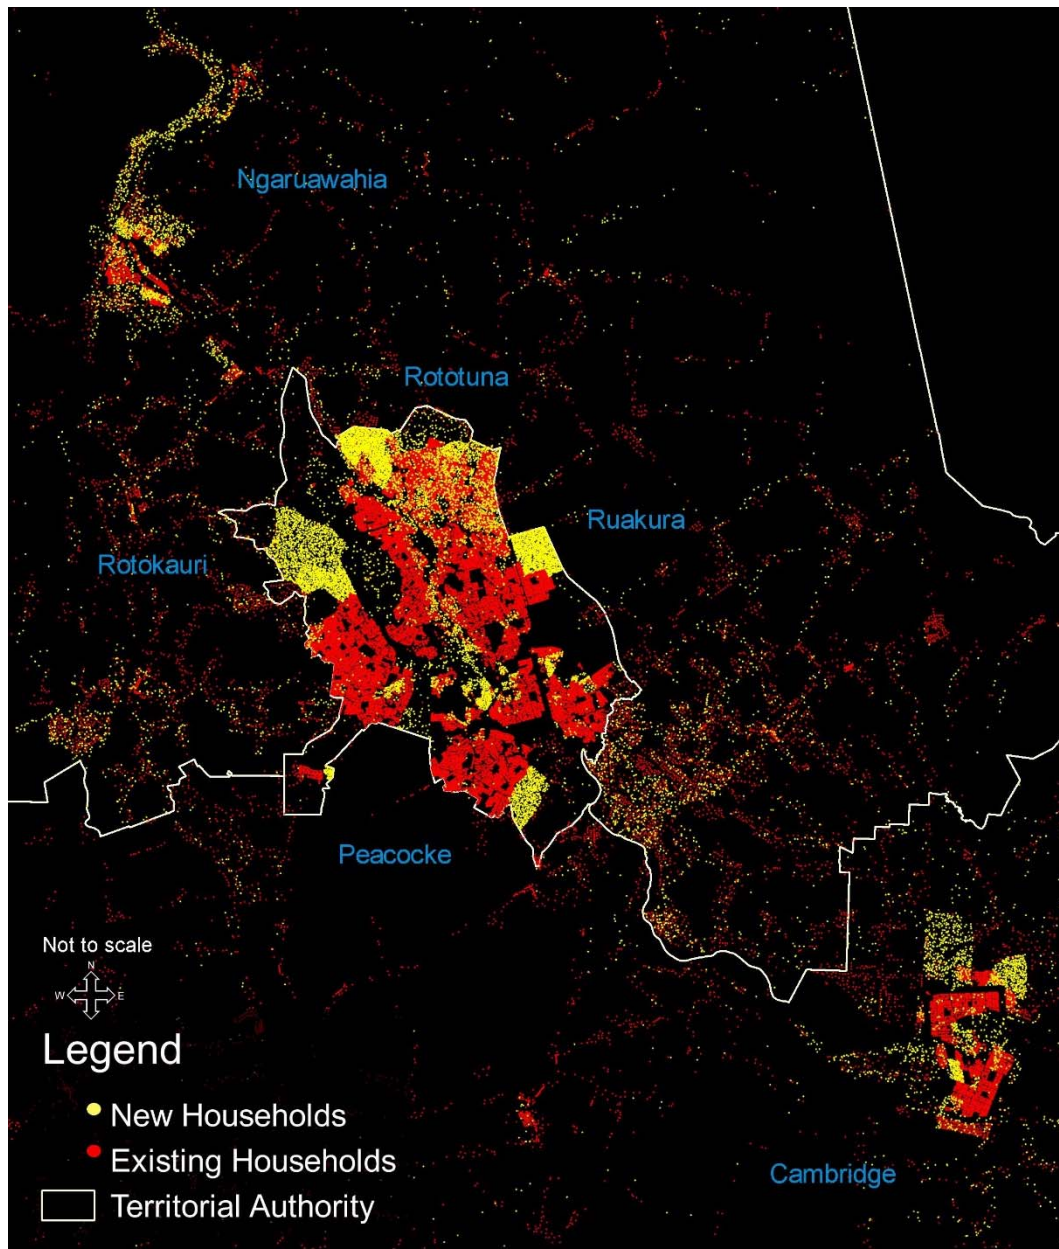 Ngaruawahia
Rototuna
Ruakura
Rotokauri
Peacocke
Not to scale
N
W E
S
Legend
New Households
Existing Households
Cambridge
Territorial Authority